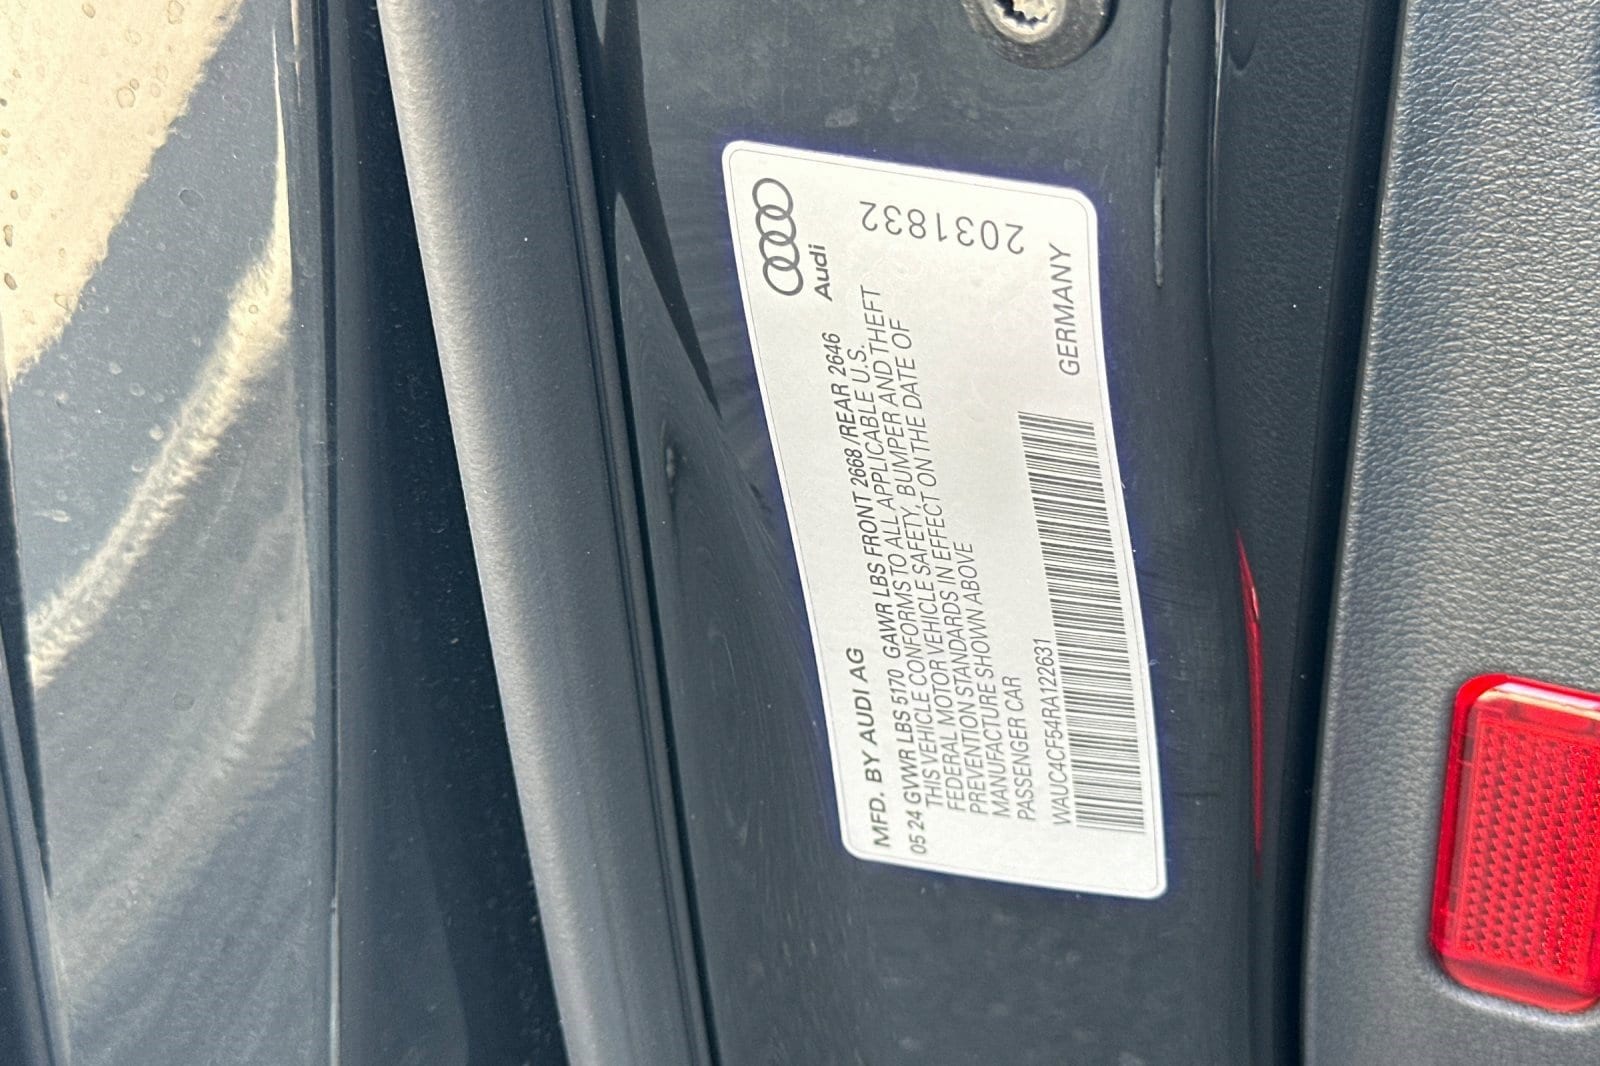 Audi
2031832
MFD. BY AUDI AG
05 24 GVWR LBS 5170 GAWR LBS FRONT 2668/REAR 2646
THIS VEHICLE CONFORMS TO ALL APPLICABLE U.S.
FEDERAL MOTOR VEHICLE SAFETY, BUMPER AND THEFT
PREVENTION STANDARDS IN EFFECT ON THE DATE OF
MANUFACTURE SHOWN ABOVE
PASSENGER CAR
WAUC4CF54RA122631
GERMANY